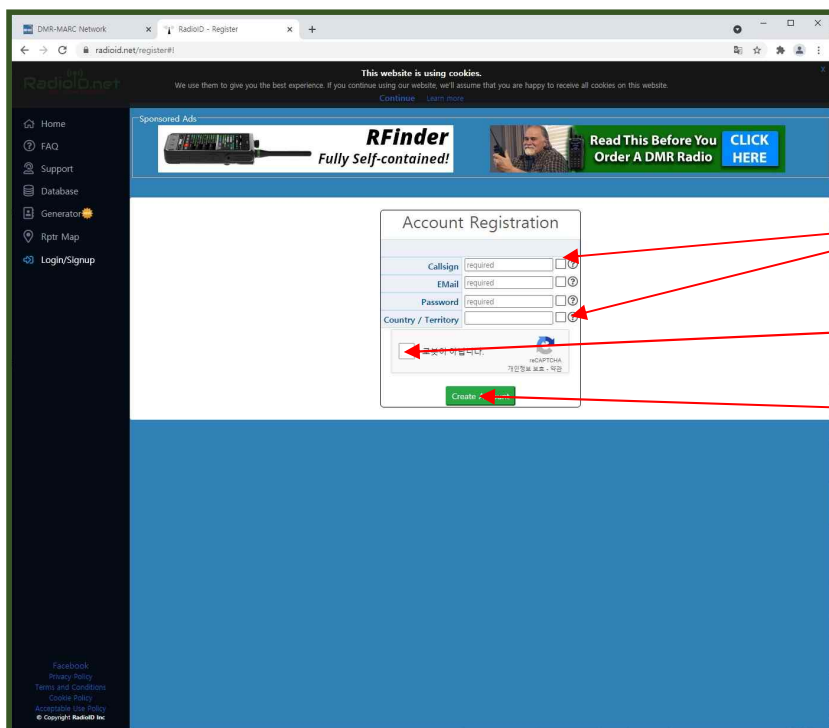 DMR-MARC Network
RadioID - Register
radioid.net/register#!
RadioID.net
This website is using cookies.
We use them to give you the best experience. If you continue using our website, we'll assume that you are happy to receive all cookies on this website.
Continue Learn more
X
Home
FAQ
Support
Database
Generator
Rptr Map
Login/Signup
Sponsored Ads
RFinder
Fully Self-contained!
Read This Before You
Order A DMR Radio
CLICK
HERE
Account Registration
Callsign required
EMail required
Password required
Country / Territory
아닙니다.
reCAPTCHA
개인정보 보호 - 약관
Create
Facebook
Privacy Policy
Terms and Conditions
Cookie Policy
Acceptable Use Policy
© Copyright RadioID Inc